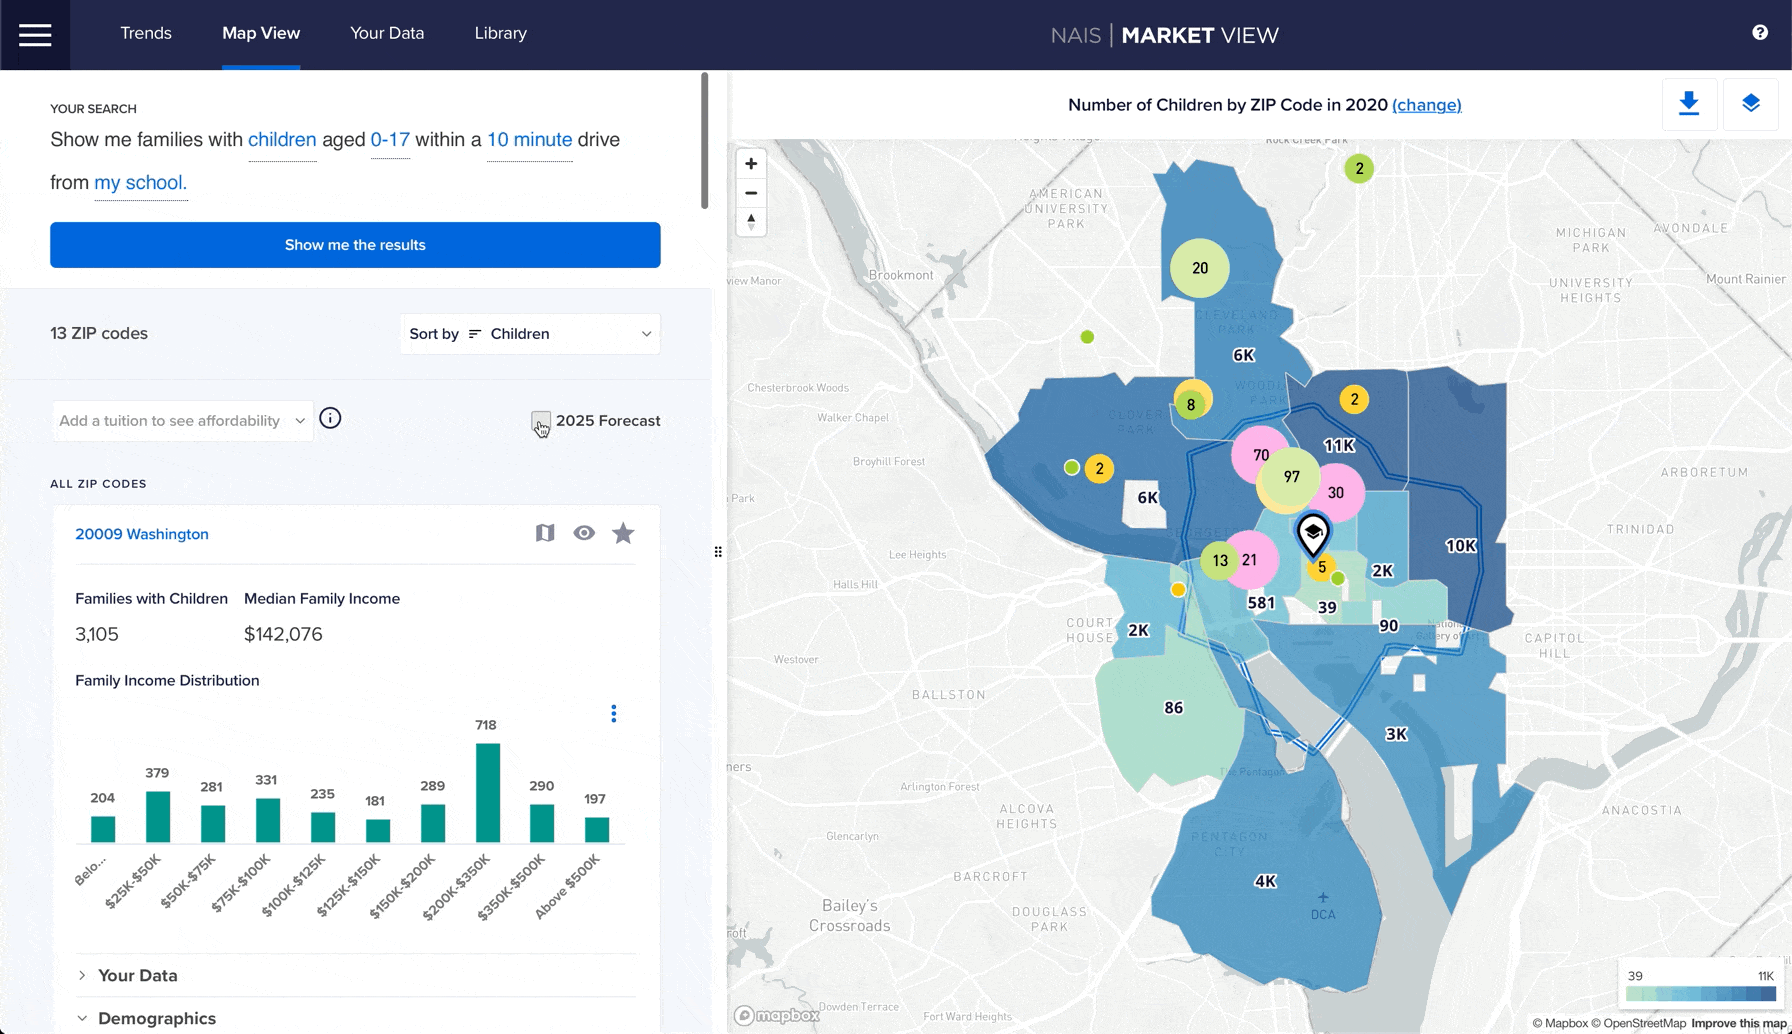 Trends
Map View
Your Data
Library
NAIS | MARKET VIEW
?
YOUR SEARCH
Show me families with children aged 0-17 within a 10 minute drive
from my school.
Show me the results
13 ZIP codes
Sort by Children
Add a tuition to see affordability
i
2025 Forecast
ALL ZIP CODES
20009 Washington
Families with Children
Median Family Income
3,105
$142,076
Family Income Distribution
204
379
281
331
235
181
289
718
290
197
Belo...
$25K-$50K
$50K-$75K
$75K-$100K
$100K-$125K
$125K-$150K
$150K-$200K
$200K-$350K
$350K-$500K
Above $500K
Your Data
Demographics
Number of Children by ZIP Code in 2020 (change)
+
−
Rock Creek Park
2
AMERICAN
UNIVERSITY
PARK
MICHIGAN
PARK
AVONDALE
20
Brookmont
view Manor
UNIVERSITY
HEIGHTS
Mount Rainier
CLEVELAND
PARK
6K
Chesterbrook Woods
WOODL
PARK
8
2
Walker Chapel
CLOVER
PARK
11K
70
Broyhill Forest
2
97
30
ARBORETUM
Park
6K
TRINIDAD
10K
Lee Heights
13
21
5
2K
Halls Hill
581
39
90
COURT
HOUSE
2K
Gallery of Art
CAPITOL
HILL
Westover
BALLSTON
86
3K
ners
The Pentagon
Arlington Forest
ALCOVA
HEIGHTS
ANACOSTIA
Glencarlyn
PENTAGON
CITY
BARCROFT
4K
Bailey's
Crossroads
DOUGLASS
PARK
DCA
roft
39
11K
mapbox
Dowden Terrace
Fort Ward Heights
© Mapbox © OpenStreetMap Improve this map